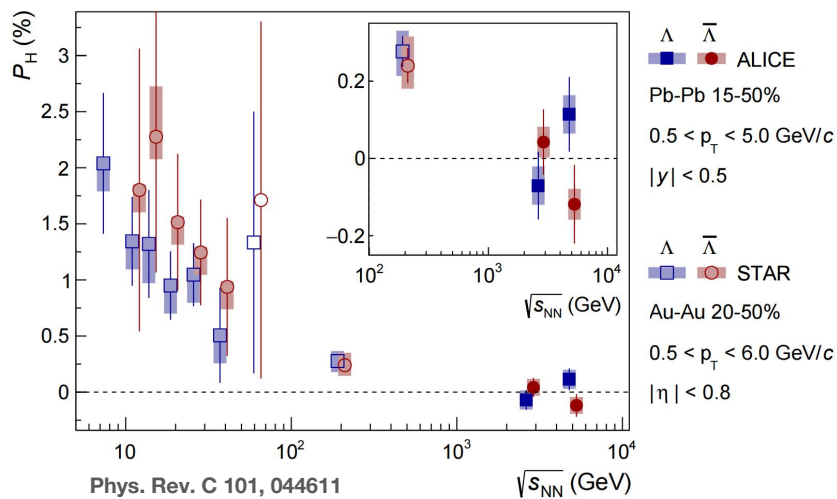 P_H (%)
3
2.5
2
1.5
1
0.5
0
10
10²
10³
10⁴
√s_NN (GeV)
0.2
0
−0.2
10²
10³
10⁴
√s_NN (GeV)
Phys. Rev. C 101, 044611
Λ Λ̅
ALICE
Pb-Pb 15-50%
0.5 < p_T < 5.0 GeV/c
|y| < 0.5
Λ Λ̅
STAR
Au-Au 20-50%
0.5 < p_T < 6.0 GeV/c
|η| < 0.8